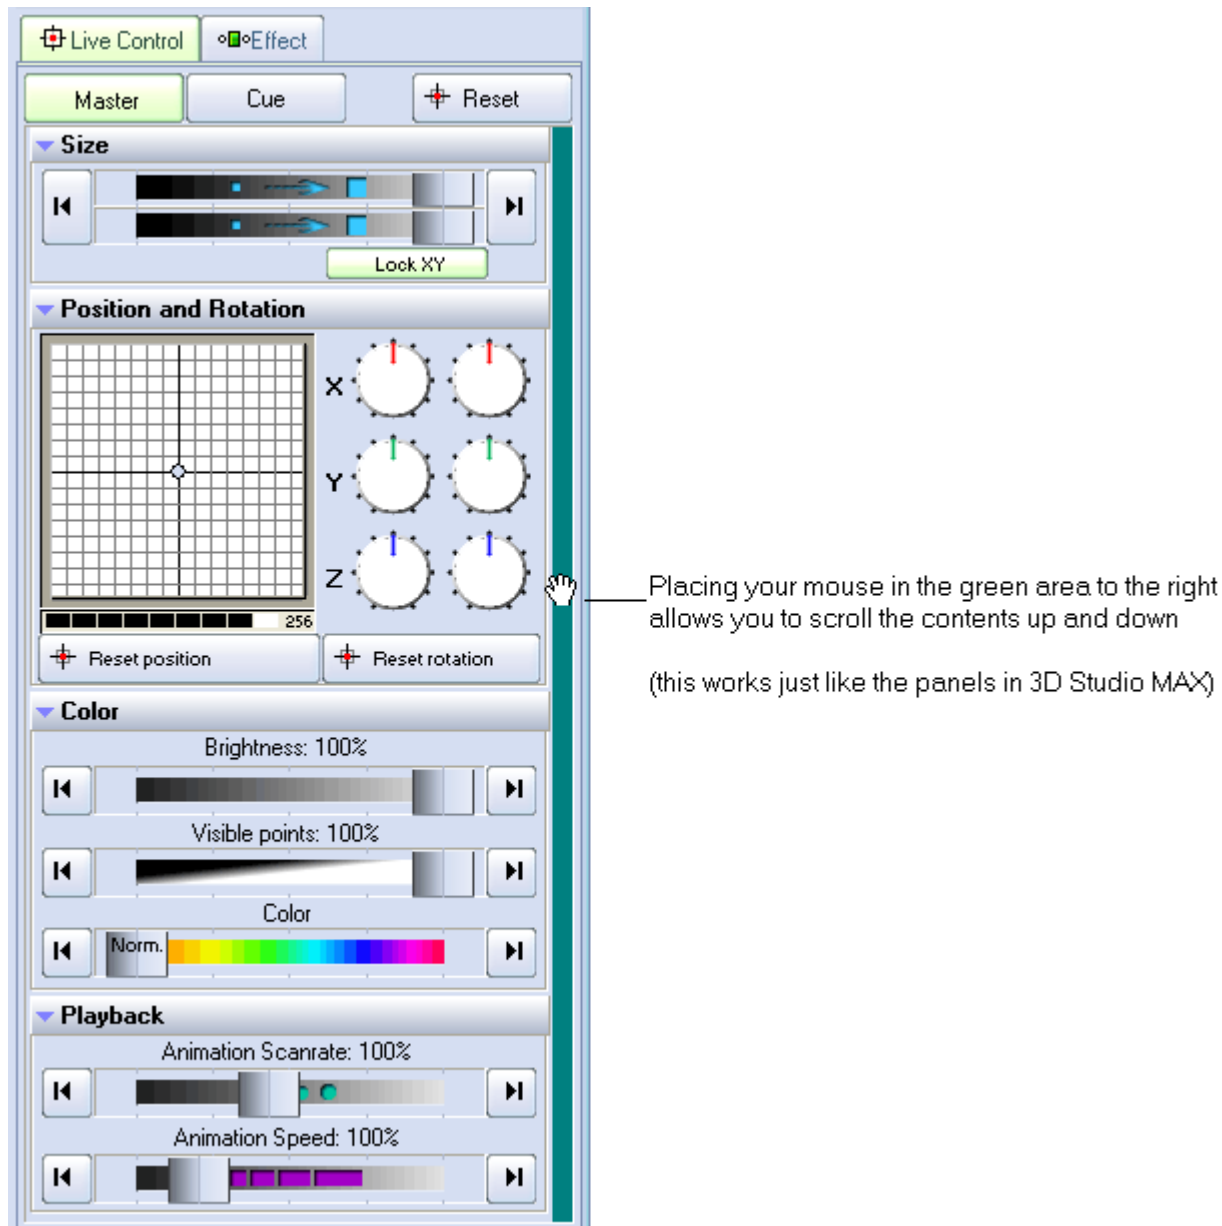 Live Control Effect
Master Cue Reset
Size
Lock XY
Position and Rotation
X
Y
Z
256
Reset position Reset rotation
Color
Brightness: 100%
Visible points: 100%
Color
Norm.
Playback
Animation Scanrate: 100%
Animation Speed: 100%
Placing your mouse in the green area to the right
allows you to scroll the contents up and down
(this works just like the panels in 3D Studio MAX)